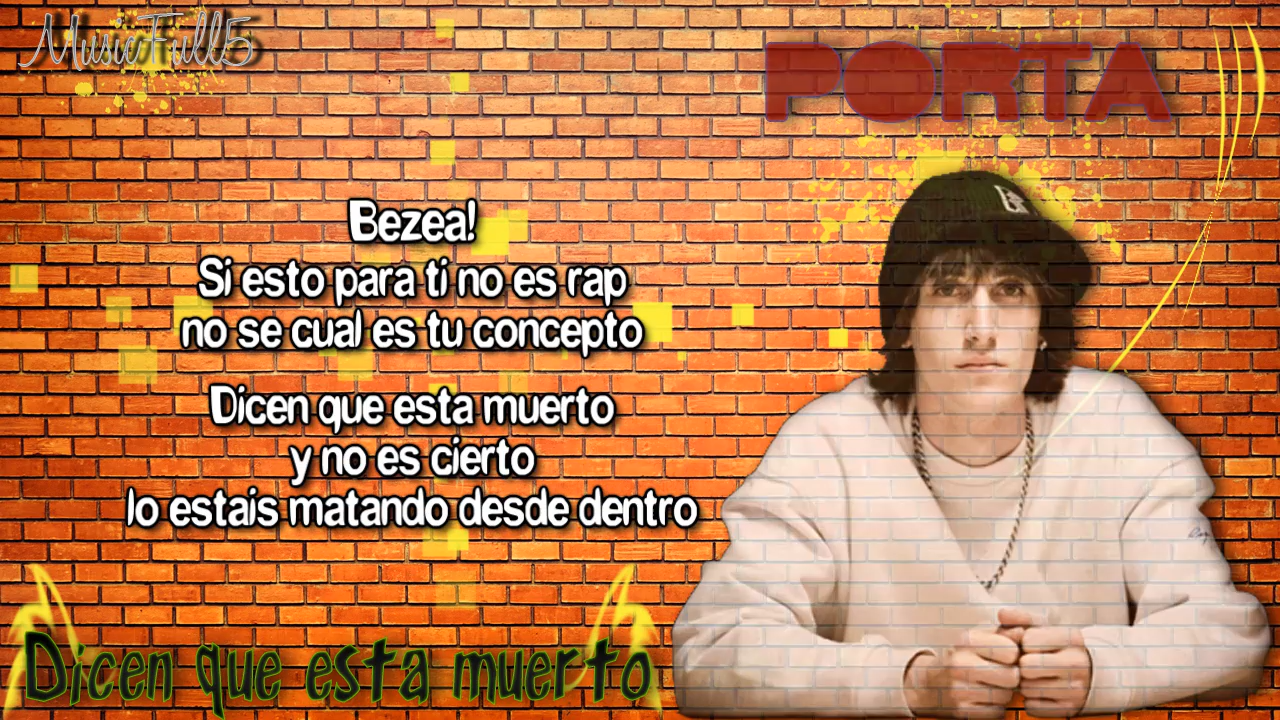 MusicFull5
PORTA
Bezea!
Si esto para ti no es rap
no se cual es tu concepto
Dicen que esta muerto
y no es cierto
lo estais matando desde dentro
Dicen que esta muerto